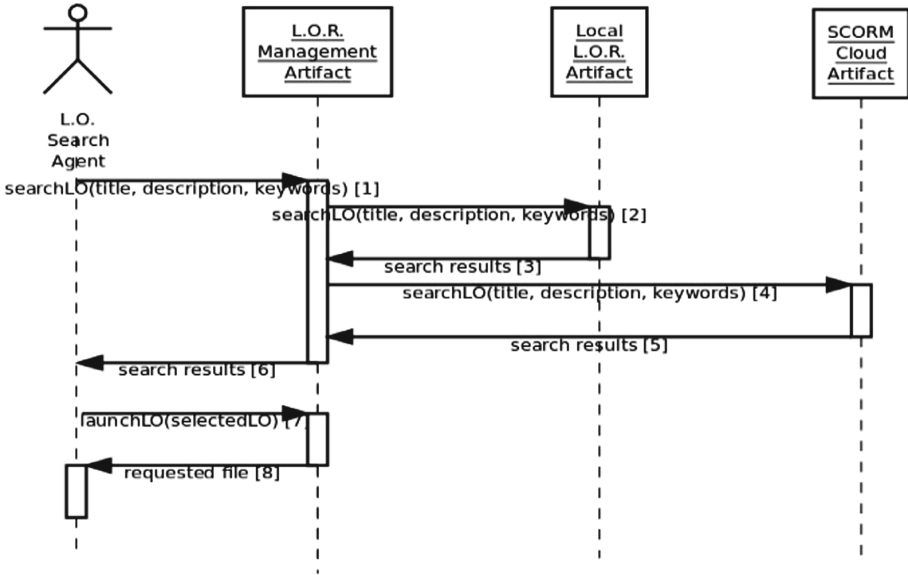 L.O.R.
Management
Artifact
Local
L.O.R.
Artifact
SCORM
Cloud
Artifact
L.O.
Search
Agent
searchLO(title, description, keywords) [1]
searchLO(title, description, keywords) [2]
search results [3]
searchLO(title, description, keywords) [4]
search results [5]
search results [6]
launchLO(selectedLO) [7]
requested file [8]